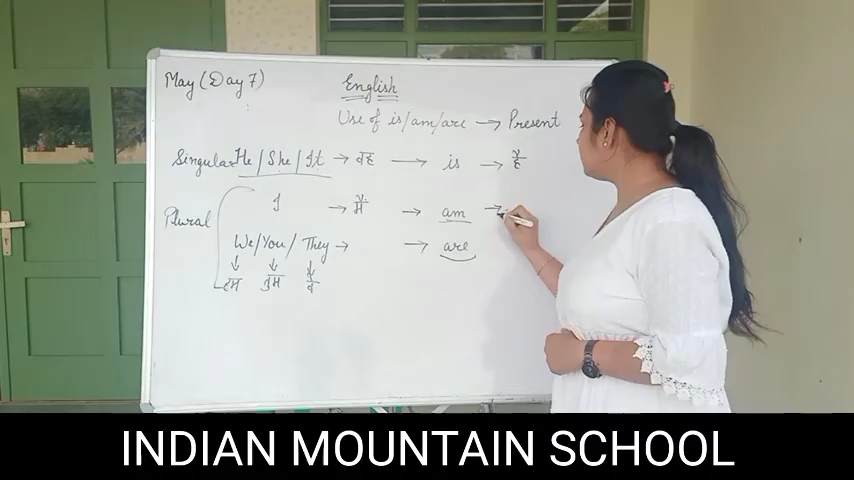 May (Day 7)
English
Use of is/am/are → Present
Singular He / She / It → वह → is → है
Plural I → मैं → am →
We/You/ They → → are
↓ ↓ ↓
हम तुम वे
INDIAN MOUNTAIN SCHOOL